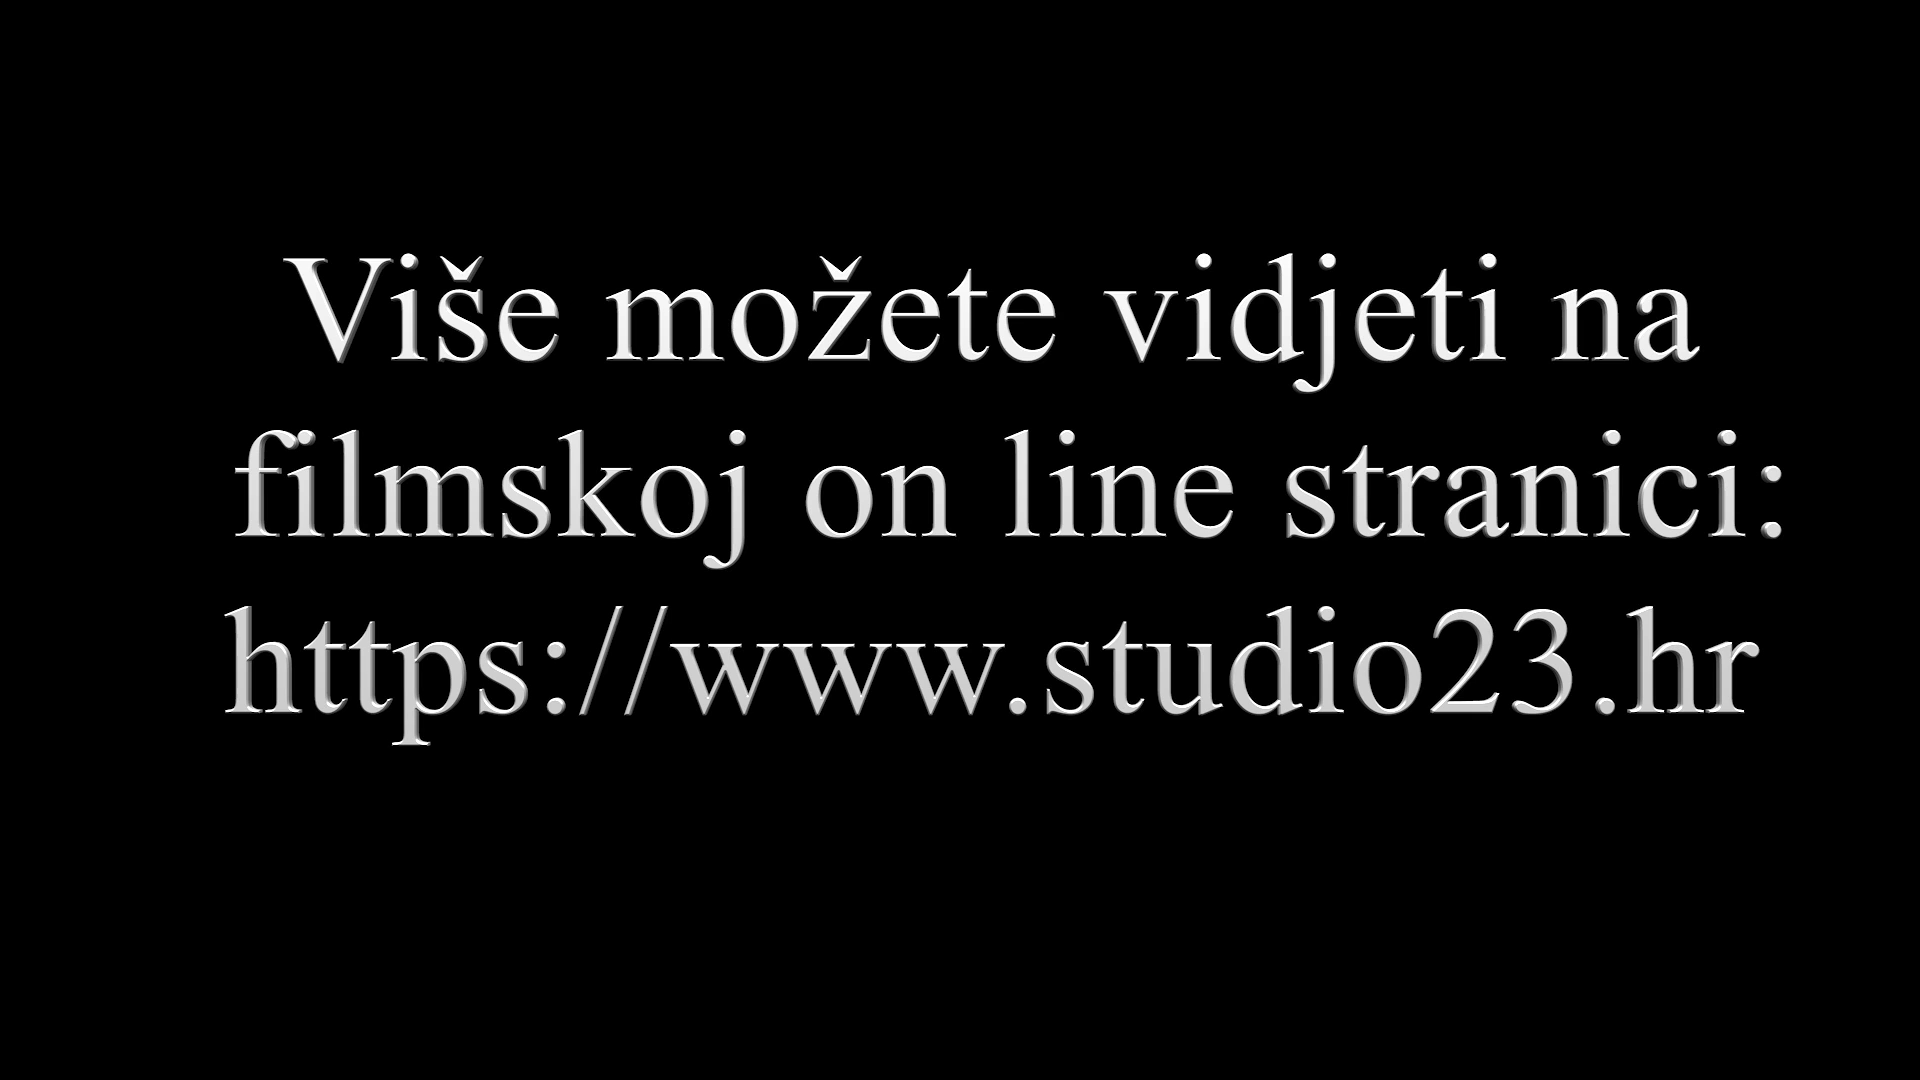 Više možete vidjeti na
filmskoj on line stranici:
https://www.studio23.hr